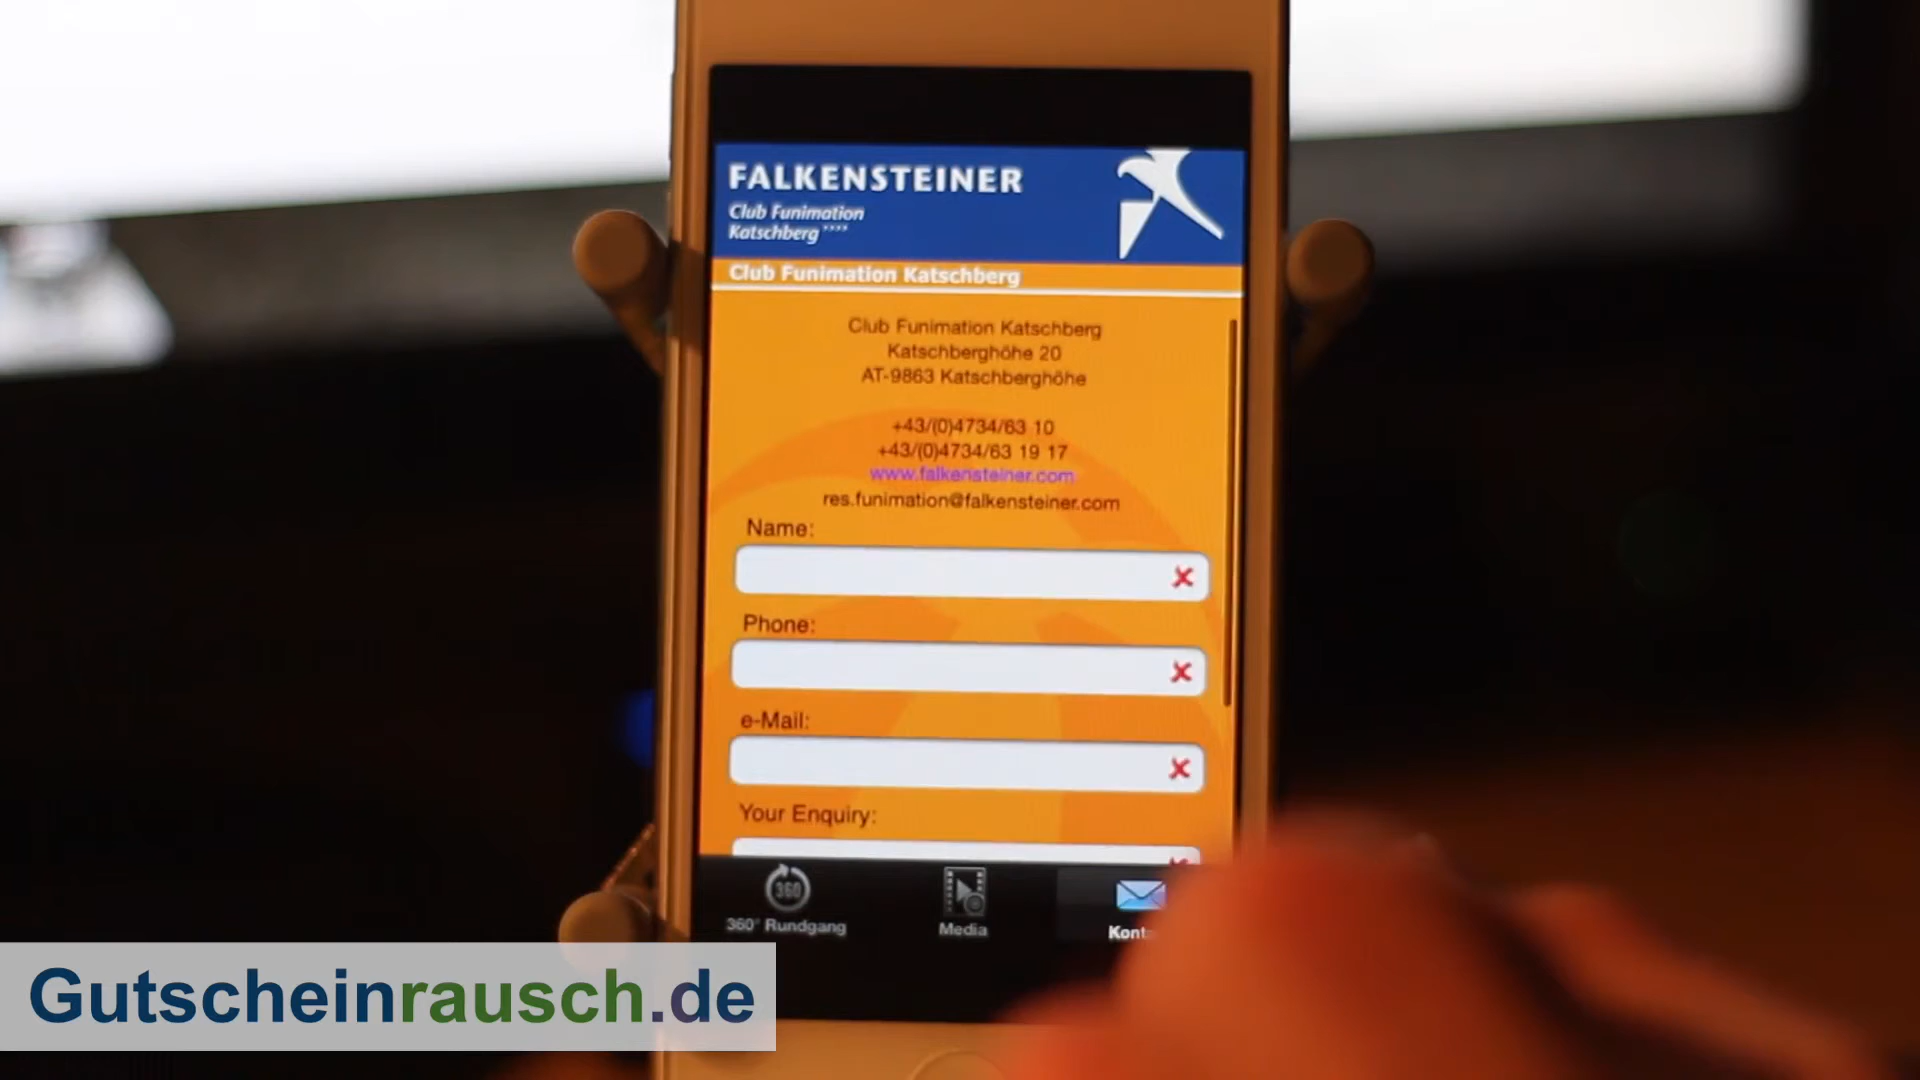 FALKENSTEINER
Club Funimation
Katschberg ****
Club Funimation Katschberg
Club Funimation Katschberg
Katschberghöhe 20
AT-9863 Katschberghöhe
+43/(0)4734/63 10
+43/(0)4734/63 19 17
www.falkensteiner.com
res.funimation@falkensteiner.com
Name:
Phone:
e-Mail:
Your Enquiry:
360
360° Rundgang
Media
Gutscheinrausch.de